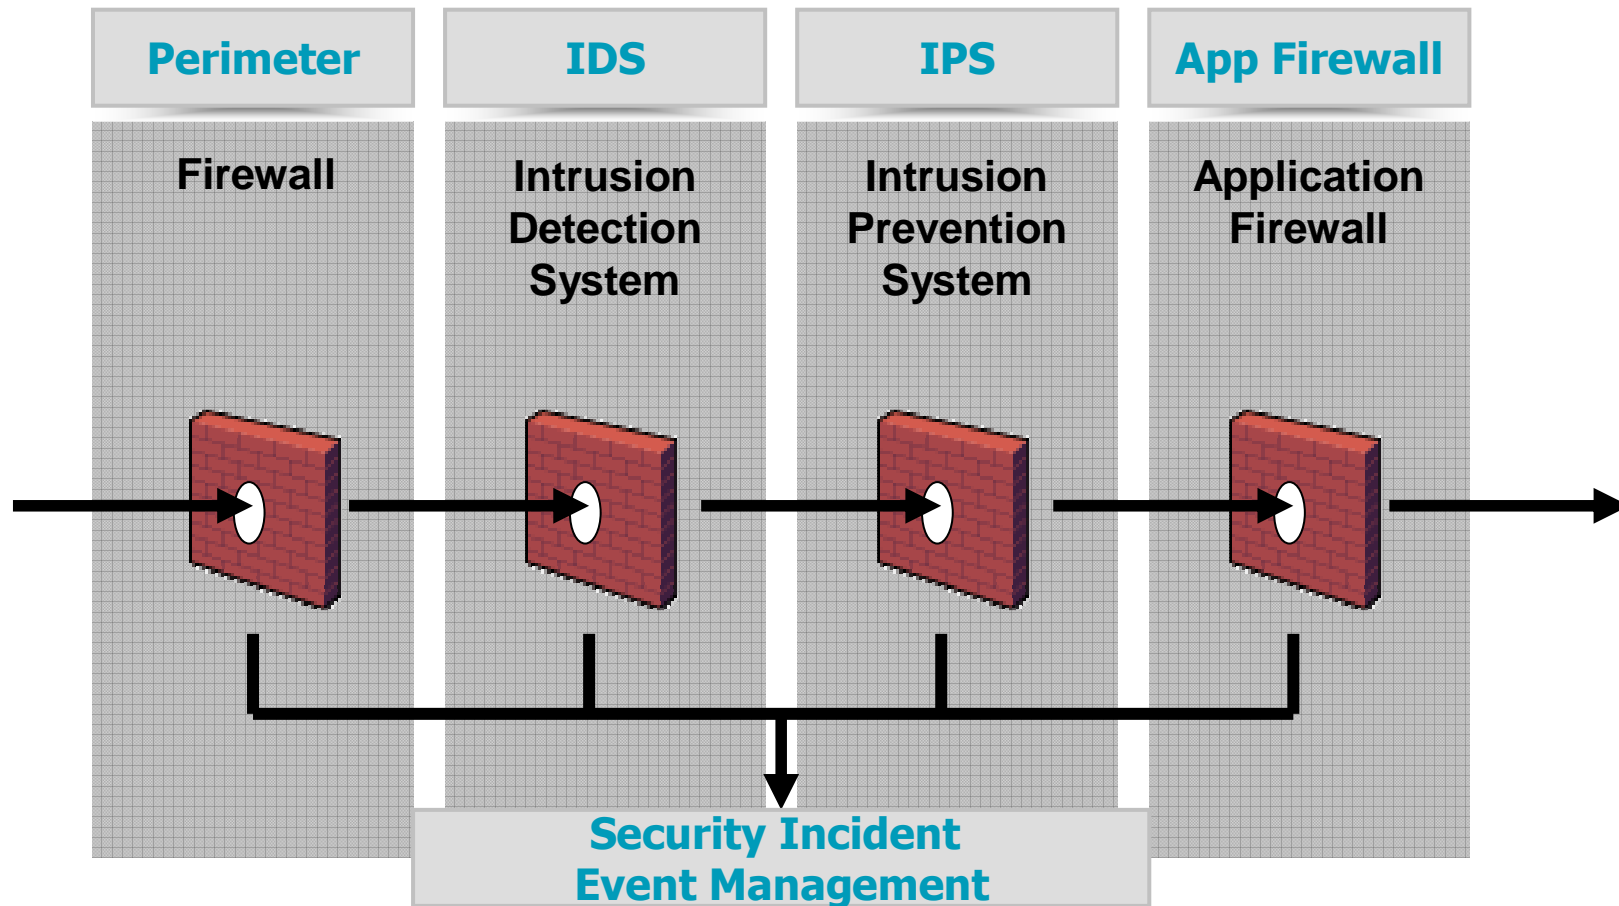 Perimeter
IDS
IPS
App Firewall
Firewall
Intrusion
Detection
System
Intrusion
Prevention
System
Application
Firewall
Security Incident
Event Management